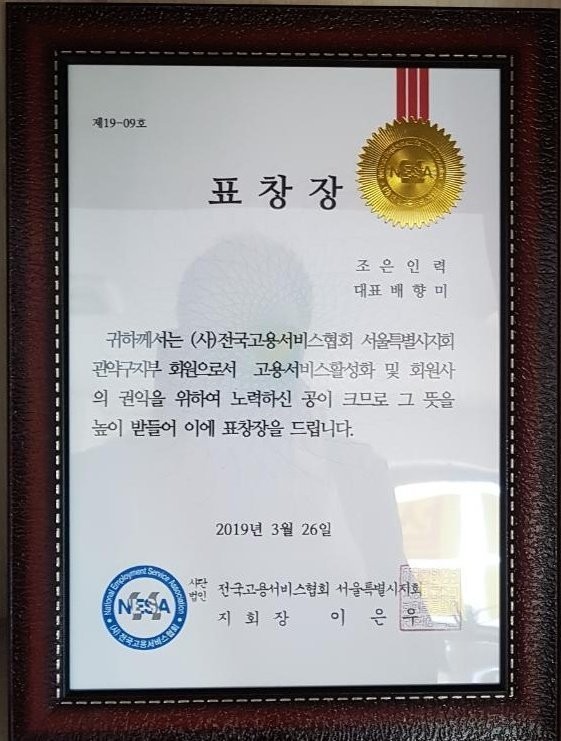 제19-09호
NESA
표창장
조은인력
대표 배향미
귀하께서는 (사)전국고용서비스협회 서울특별시지회
관악구지부 회원으로서 고용서비스활성화 및 회원사
의 권익을 위하여 노력하신 공이 크므로 그 뜻을
높이 받들어 이에 표창장을 드립니다.
2019년 3월 26일
National Employment Service Association
NESA
(사)전국고용서비스협회
사단법인 전국고용서비스협회 서울특별시지회
지회장 이은우